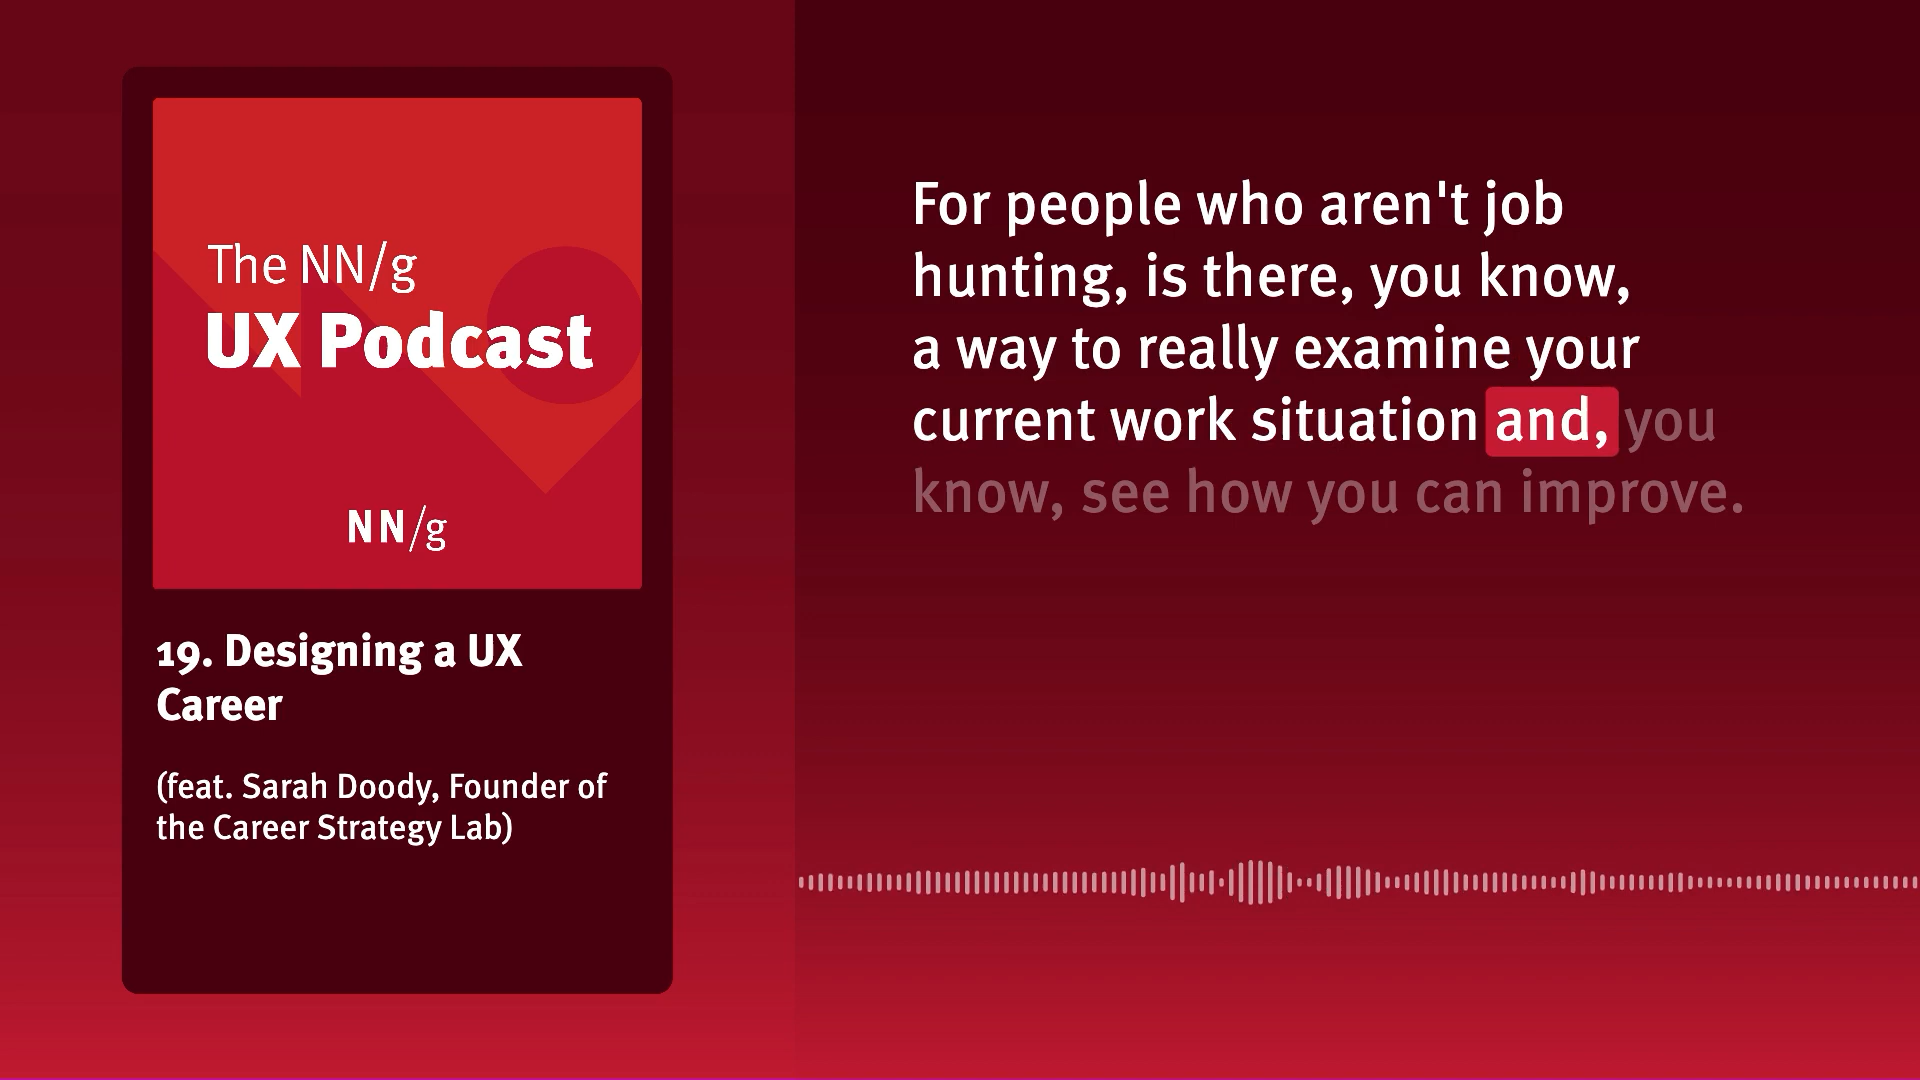 The NN/g
UX Podcast
NN/g
19. Designing a UX
Career
(feat. Sarah Doody, Founder of
the Career Strategy Lab)
For people who aren't job
hunting, is there, you know,
a way to really examine your
current work situation and, you
know, see how you can improve.